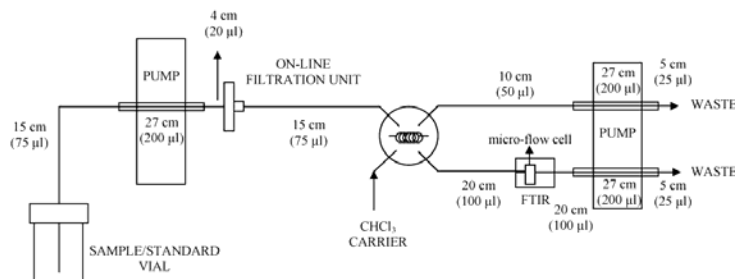 4 cm
(20 µl)
PUMP
ON-LINE
FILTRATION UNIT
27 cm
(200 µl)
15 cm
(75 µl)
15 cm
(75 µl)
SAMPLE/STANDARD
VIAL
CHCl₃
CARRIER
10 cm
(50 µl)
27 cm
(200 µl)
5 cm
(25 µl)
WASTE
PUMP
micro-flow cell
20 cm
(100 µl)
FTIR
20 cm
(100 µl)
27 cm
(200 µl)
WASTE
5 cm
(25 µl)